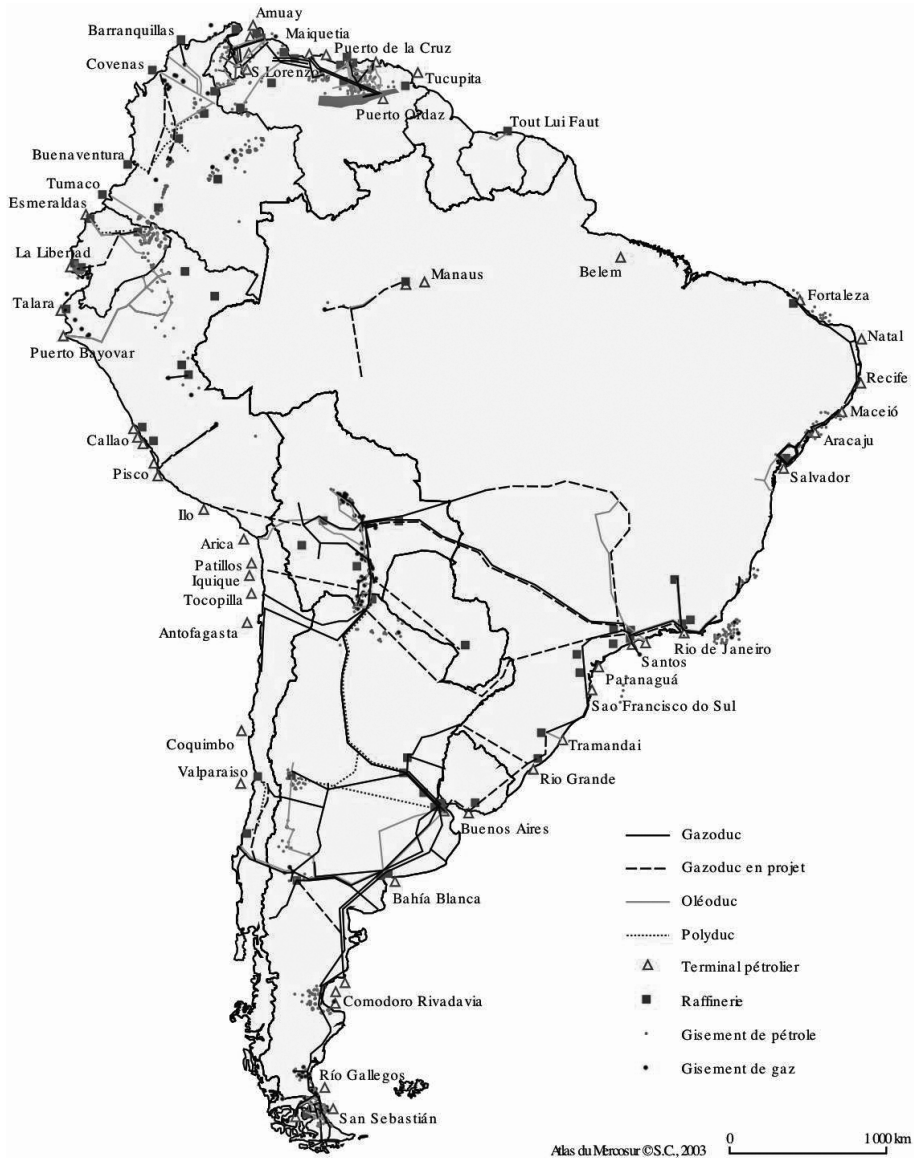 Amuay
Barranquillas
Maiquetia
Puerto de la Cruz
Covenas
S Lorenzo
Tucupita
Puerto Ordaz
Tout Lui Faut
Buenaventura
Tumaco
Esmeraldas
La Libertad
Manaus
Belem
Talara
Fortaleza
Puerto Bayovar
Natal
Recife
Maceió
Callao
Aracaju
Pisco
Salvador
Ilo
Arica
Patillos
Iquique
Tocopilla
Antofagasta
Rio de Janeiro
Santos
Paranaguá
Sao Francisco do Sul
Coquimbo
Tramandai
Valparaiso
Rio Grande
Buenos Aires
Bahía Blanca
Comodoro Rivadavia
Río Gallegos
San Sebastián
Gazoduc
Gazoduc en projet
Oléoduc
Polyduc
Terminal pétrolier
Raffinerie
Gisement de pétrole
Gisement de gaz
Atlas du Mercosur © S.C., 2003
0 1 000 km